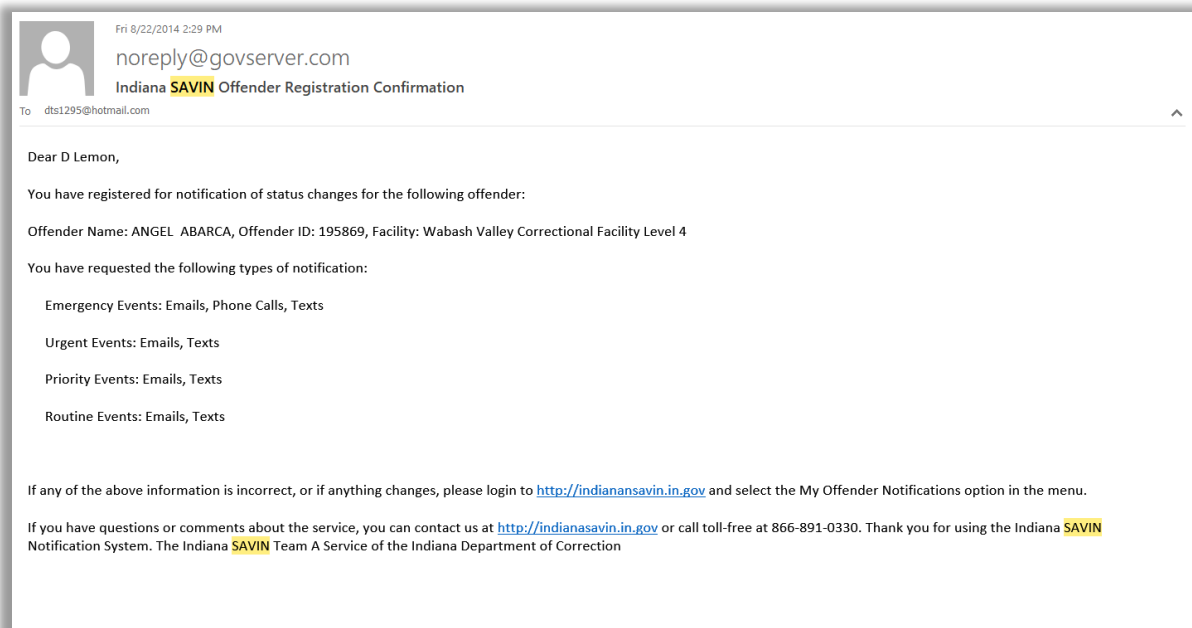 Fri 8/22/2014 2:29 PM
noreply@govserver.com
Indiana SAVIN Offender Registration Confirmation
To dts1295@hotmail.com
Dear D Lemon,
You have registered for notification of status changes for the following offender:
Offender Name: ANGEL  ABARCA, Offender ID: 195869, Facility: Wabash Valley Correctional Facility Level 4
You have requested the following types of notification:
Emergency Events: Emails, Phone Calls, Texts
Urgent Events: Emails, Texts
Priority Events: Emails, Texts
Routine Events: Emails, Texts
If any of the above information is incorrect, or if anything changes, please login to http://indianansavin.in.gov and select the My Offender Notifications option in the menu.
If you have questions or comments about the service, you can contact us at http://indianasavin.in.gov or call toll-free at 866-891-0330. Thank you for using the Indiana SAVIN
Notification System. The Indiana SAVIN Team A Service of the Indiana Department of Correction